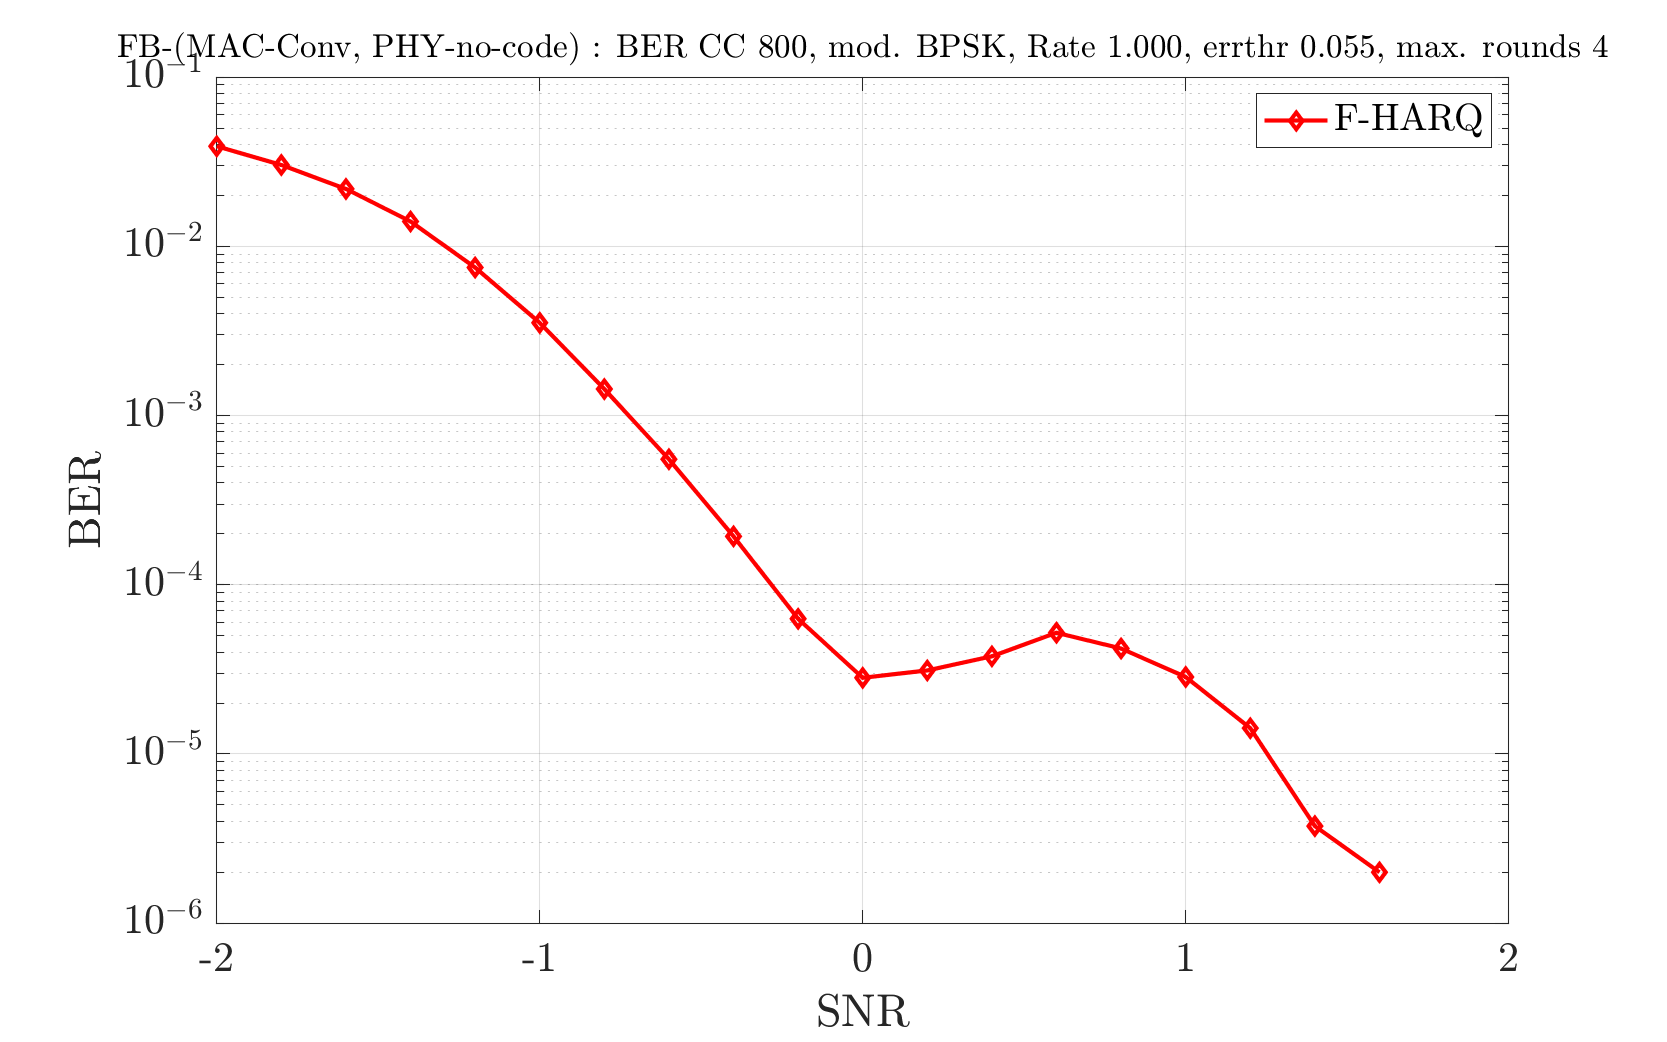 FB-(MAC-Conv, PHY-no-code) : BER CC 800, mod. BPSK, Rate 1.000, errthr 0.055, max. rounds 4
10⁻¹
F-HARQ
10⁻²
10⁻³
BER
10⁻⁴
10⁻⁵
10⁻⁶
-2 -1 0 1 2
SNR